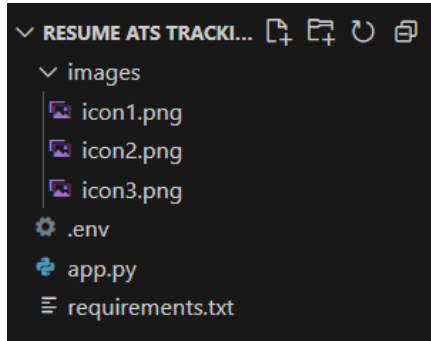 RESUME ATS TRACKI...
images
icon1.png
icon2.png
icon3.png
.env
app.py
requirements.txt